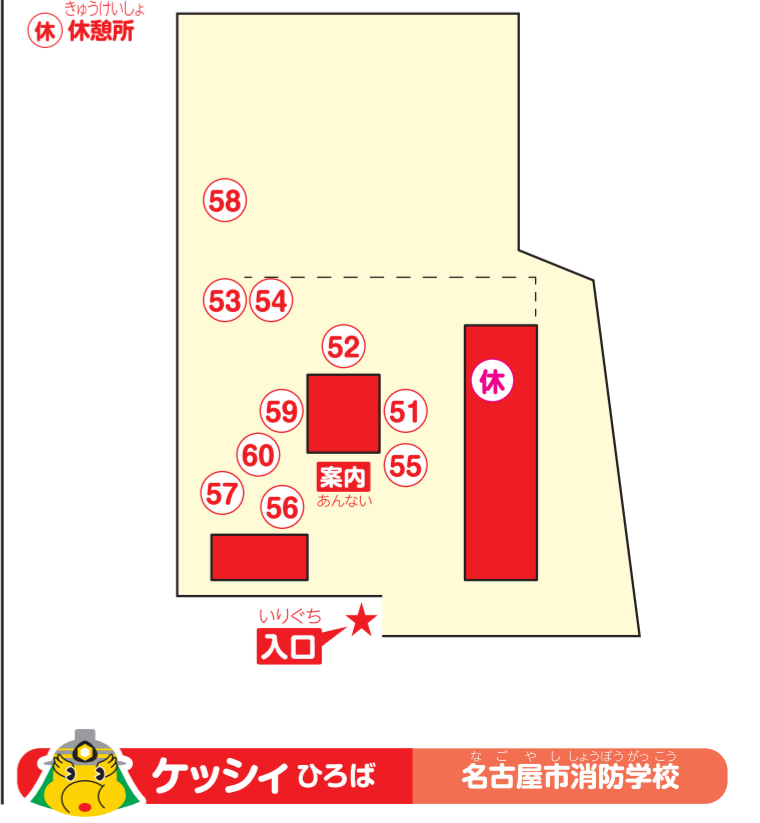 きゅうけいしょ
休 休憩所
58
53 54
52
休
59 51
60 55
案内
あんない
57 56
いりぐち
入口
な ご や し しょうぼう がっ こう
ケッシィ ひろば 名古屋市消防学校